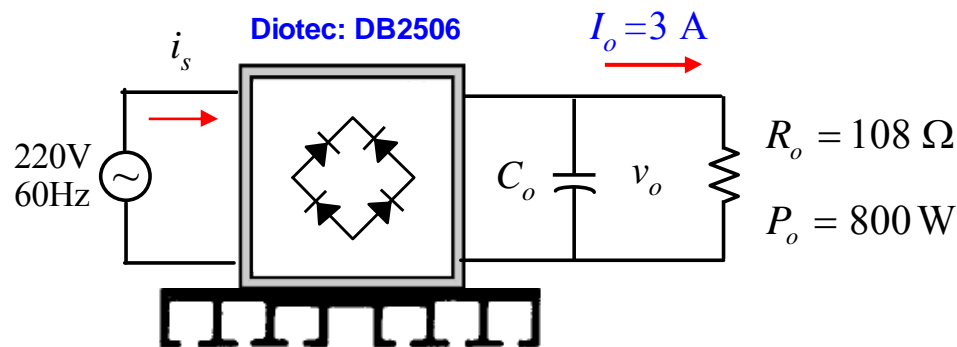 Diotec: DB2506
I_o = 3 A
i_s
220V
60Hz
~
C_o
v_o
R_o = 108 Ω
P_o = 800 W